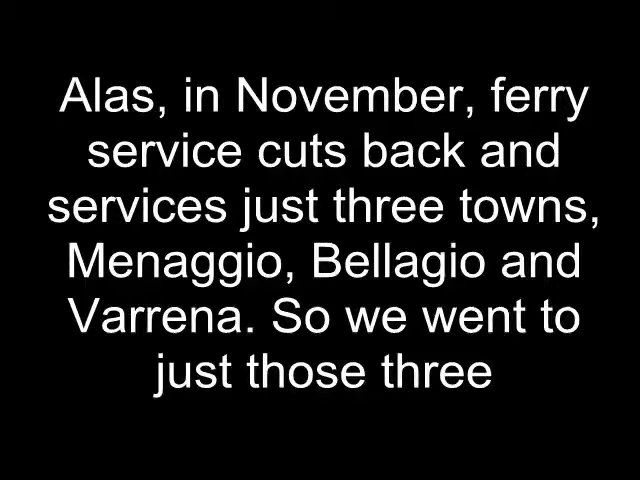 Alas, in November, ferry
service cuts back and
services just three towns,
Menaggio, Bellagio and
Varrena. So we went to
just those three